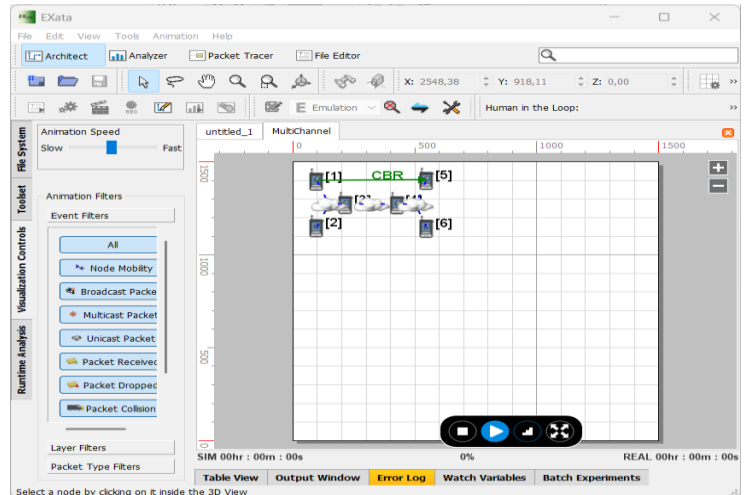 EXata
File Edit View Tools Animation Help
Architect Analyzer Packet Tracer File Editor
X: 2548,38 Y: 918,11 Z: 0,00
E Emulation Human in the Loop:
File System
Toolset
Visualization Controls
Runtime Analysis
Animation Speed
Slow Fast
Animation Filters
Event Filters
All
Node Mobility
Broadcast Packe
Multicast Packet
Unicast Packet
Packet Received
Packet Dropped
Packet Collision
Layer Filters
Packet Type Filters
untitled_1 MultiChannel
0 500 1000 1500
1500
1000
500
0
[1] CBR [5]
[2] [6]
SIM 00hr : 00m : 00s 0% REAL 00hr : 00m : 00s
Table View Output Window Error Log Watch Variables Batch Experiments
Select a node by clicking on it inside the 3D View